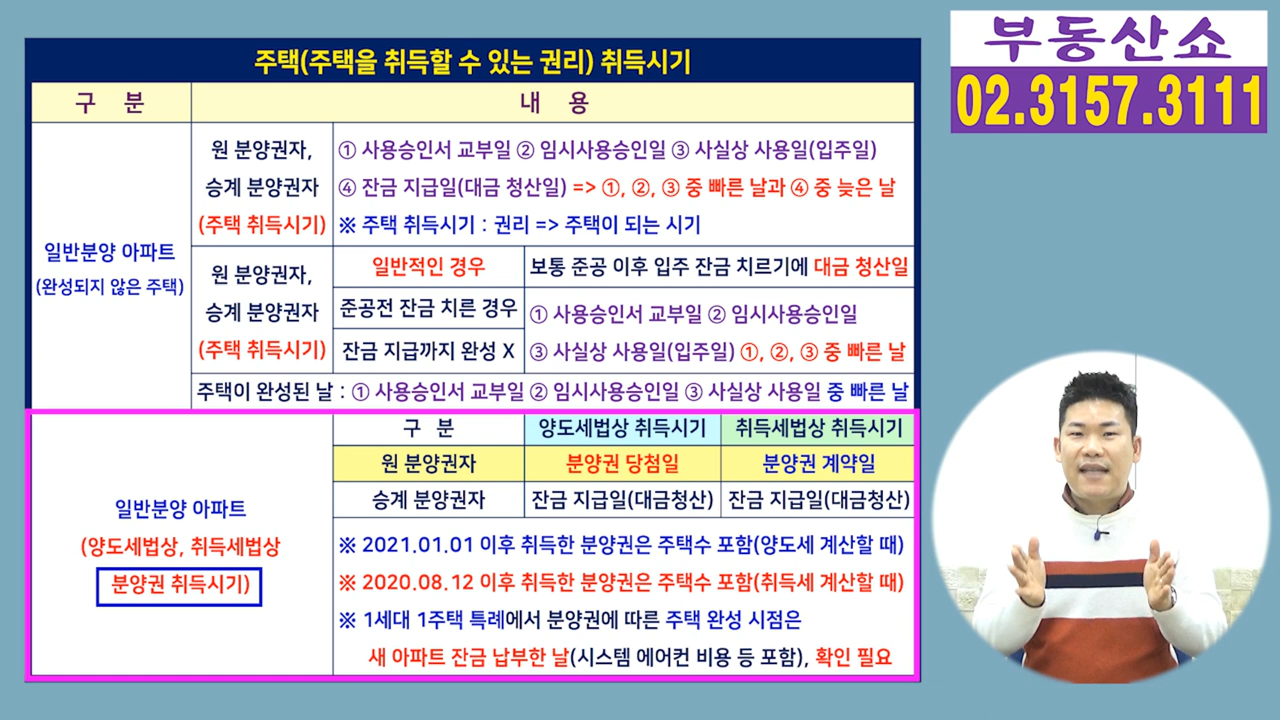 부동산쇼
02.3157.3111
주택(주택을 취득할 수 있는 권리) 취득시기
구 분
내 용
일반분양 아파트
(완성되지 않은 주택)
원 분양권자,
승계 분양권자
(주택 취득시기)
① 사용승인서 교부일 ② 임시사용승인일 ③ 사실상 사용일(입주일)
④ 잔금 지급일(대금 청산일) => ①, ②, ③ 중 빠른 날과 ④ 중 늦은 날
※ 주택 취득시기 : 권리 => 주택이 되는 시기
원 분양권자,
승계 분양권자
(주택 취득시기)
일반적인 경우
보통 준공 이후 입주 잔금 치르기에 대금 청산일
준공전 잔금 치른 경우
잔금 지급까지 완성 X
① 사용승인서 교부일 ② 임시사용승인일
③ 사실상 사용일(입주일) ①, ②, ③ 중 빠른 날
주택이 완성된 날 : ① 사용승인서 교부일 ② 임시사용승인일 ③ 사실상 사용일 중 빠른 날
일반분양 아파트
(양도세법상, 취득세법상
분양권 취득시기)
구 분
양도세법상 취득시기
취득세법상 취득시기
원 분양권자
분양권 당첨일
분양권 계약일
승계 분양권자
잔금 지급일(대금청산)
잔금 지급일(대금청산)
※ 2021.01.01 이후 취득한 분양권은 주택수 포함(양도세 계산할 때)
※ 2020.08.12 이후 취득한 분양권은 주택수 포함(취득세 계산할 때)
※ 1세대 1주택 특례에서 분양권에 따른 주택 완성 시점은
새 아파트 잔금 납부한 날(시스템 에어컨 비용 등 포함), 확인 필요